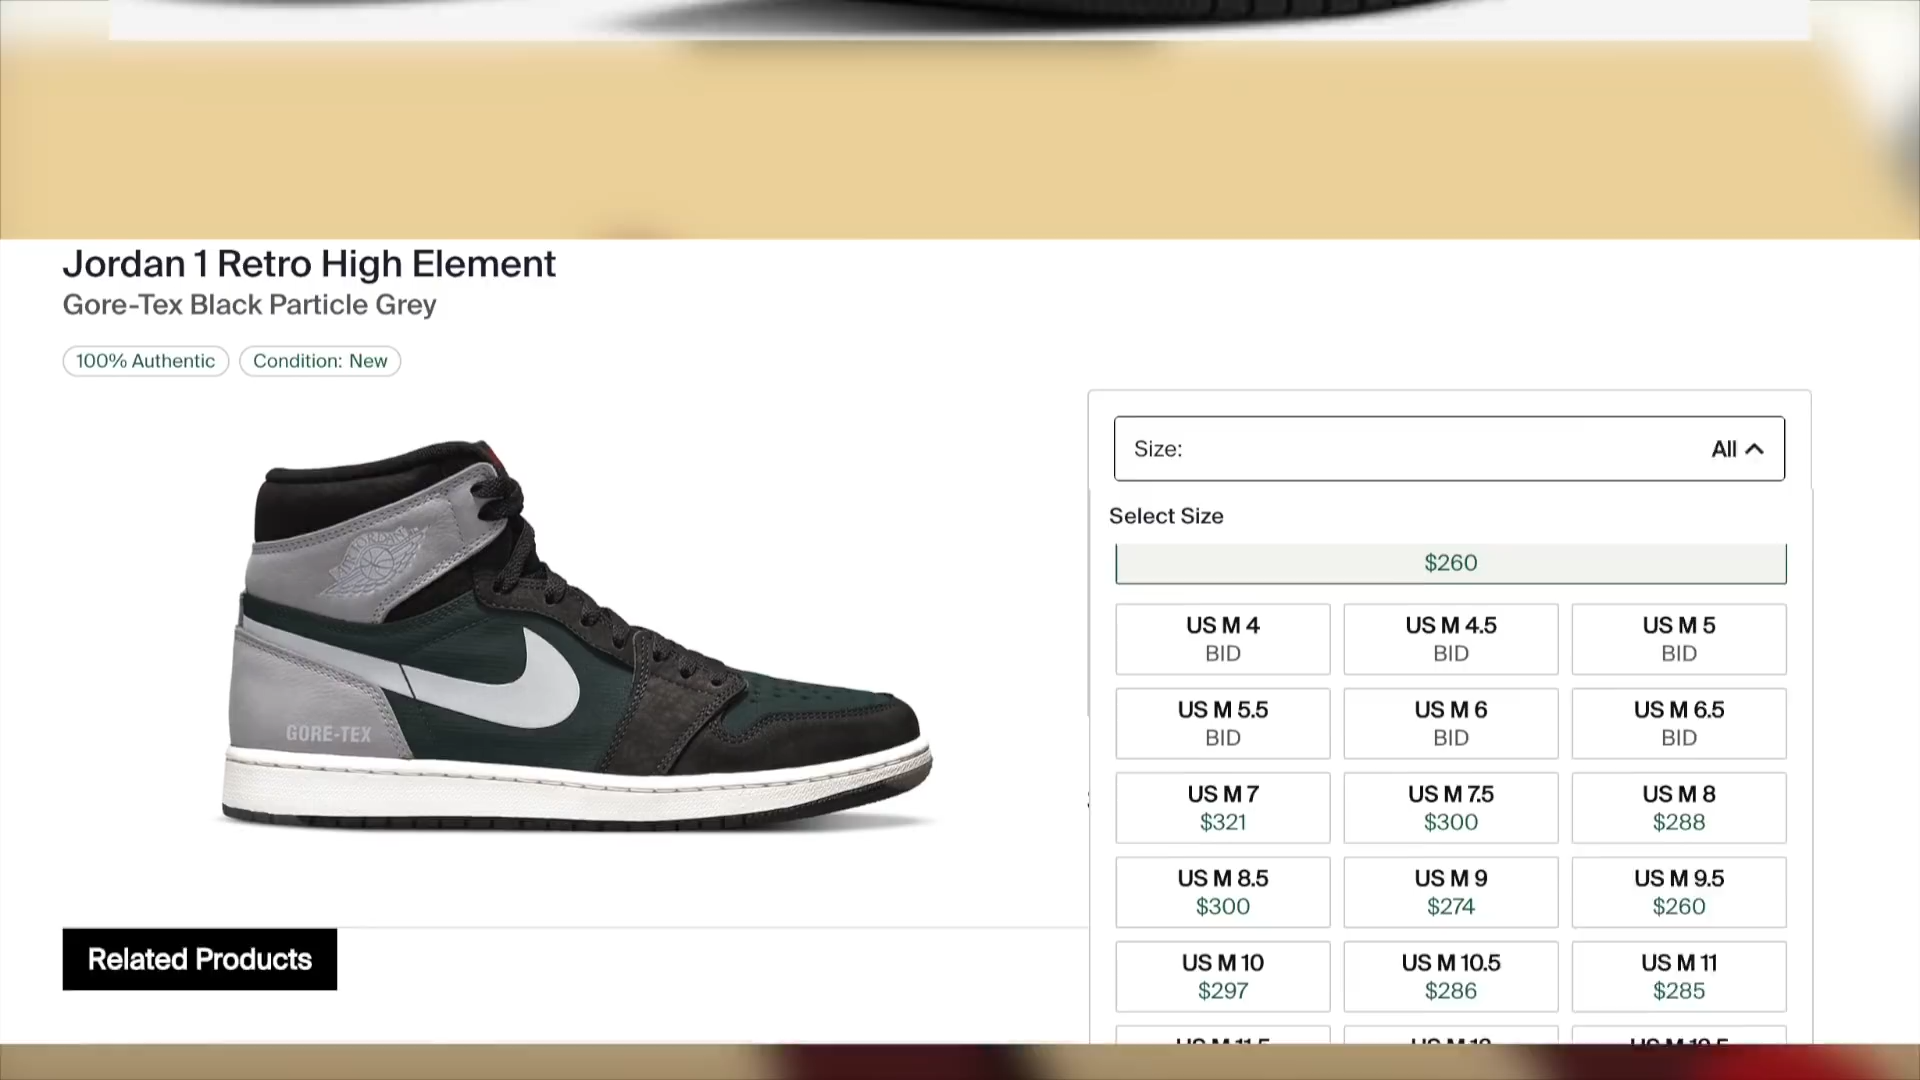 Jordan 1 Retro High Element
Gore-Tex Black Particle Grey
100% Authentic
Condition: New
AIR JORDAN
GORE-TEX
Related Products
Size:
All
Select Size
$260
US M 4
BID
US M 4.5
BID
US M 5
BID
US M 5.5
BID
US M 6
BID
US M 6.5
BID
US M 7
$321
US M 7.5
$300
US M 8
$288
US M 8.5
$300
US M 9
$274
US M 9.5
$260
US M 10
$297
US M 10.5
$286
US M 11
$285